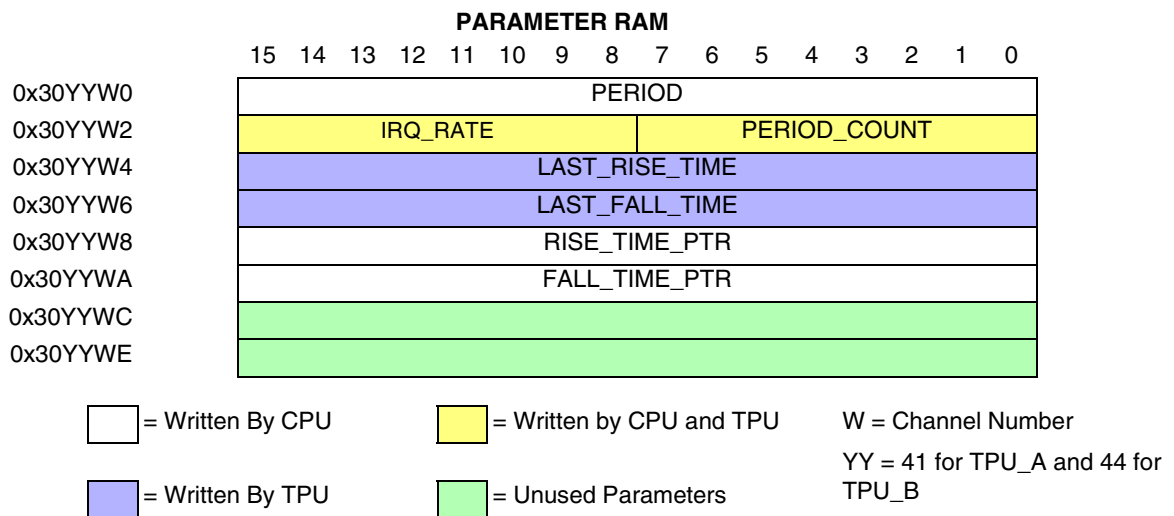 PARAMETER RAM
15 14 13 12 11 10 9 8 7 6 5 4 3 2 1 0
0x30YYW0 PERIOD
0x30YYW2 IRQ_RATE PERIOD_COUNT
0x30YYW4 LAST_RISE_TIME
0x30YYW6 LAST_FALL_TIME
0x30YYW8 RISE_TIME_PTR
0x30YYWA FALL_TIME_PTR
0x30YYWC
0x30YYWE
= Written By CPU = Written by CPU and TPU W = Channel Number
YY = 41 for TPU_A and 44 for
= Written By TPU = Unused Parameters TPU_B